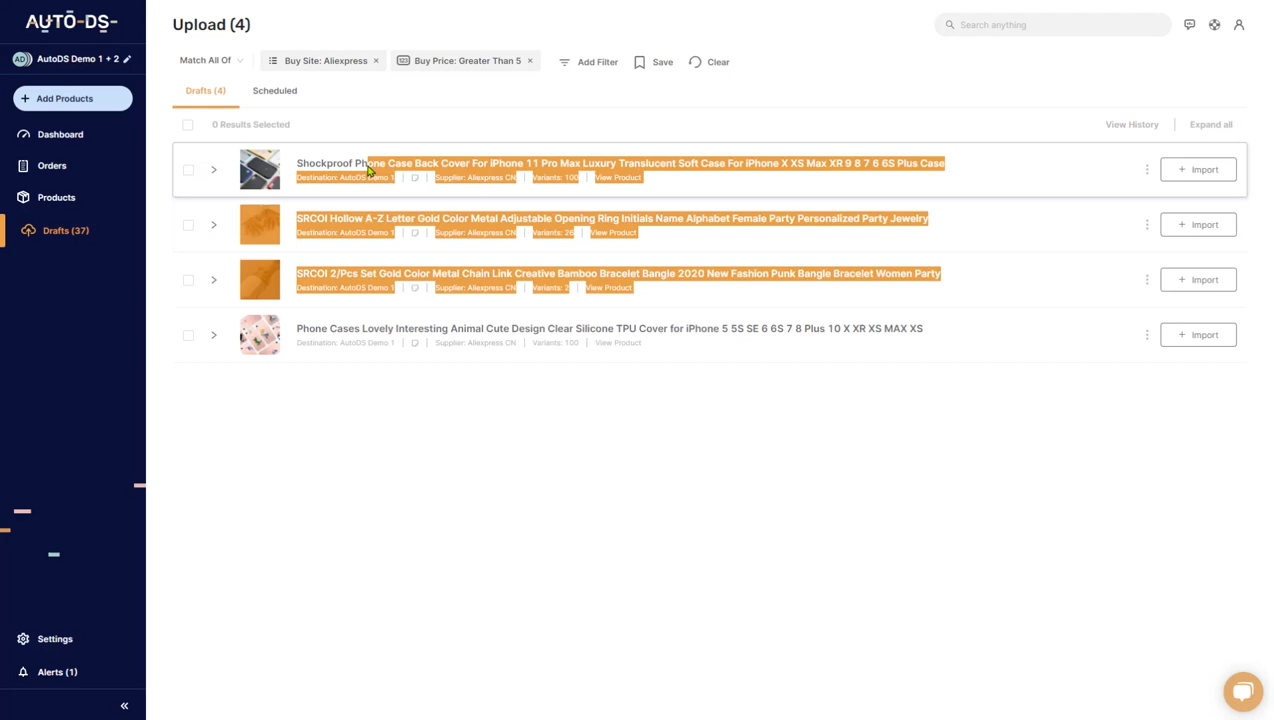 AUTO-DS-
Upload (4)
Search anything
AD AutoDS Demo 1 + 2
Match All Of
Buy Site: Aliexpress ×
123 Buy Price: Greater Than 5 ×
Add Filter
Save
Clear
+ Add Products
Drafts (4)
Scheduled
0 Results Selected
View History
Expand all
Dashboard
Orders
Products
Drafts (37)
Shockproof Phone Case Back Cover For iPhone 11 Pro Max Luxury Translucent Soft Case For iPhone X XS Max XR 9 8 7 6 6S Plus Case
Destination: AutoDS Demo 1 | Supplier: Aliexpress CN | Variants: 100 | View Product
+ Import
SRCOI Hollow A-Z Letter Gold Color Metal Adjustable Opening Ring Initials Name Alphabet Female Party Personalized Party Jewelry
Destination: AutoDS Demo 1 | Supplier: Aliexpress CN | Variants: 26 | View Product
+ Import
SRCOI 2/Pcs Set Gold Color Metal Chain Link Creative Bamboo Bracelet Bangle 2020 New Fashion Punk Bangle Bracelet Women Party
Destination: AutoDS Demo 1 | Supplier: Aliexpress CN | Variants: 2 | View Product
+ Import
Phone Cases Lovely Interesting Animal Cute Design Clear Silicone TPU Cover for iPhone 5 5S SE 6 6S 7 8 Plus 10 X XR XS MAX XS
Destination: AutoDS Demo 1 | Supplier: Aliexpress CN | Variants: 100 | View Product
+ Import
Settings
Alerts (1)